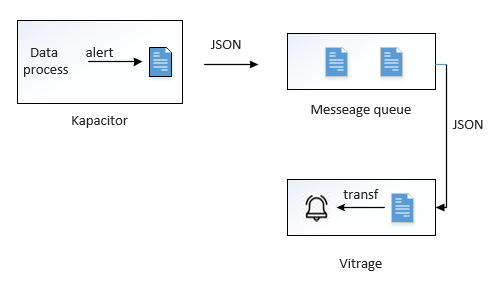 Data
process
alert
Kapacitor
JSON
Messeage queue
JSON
transf
Vitrage